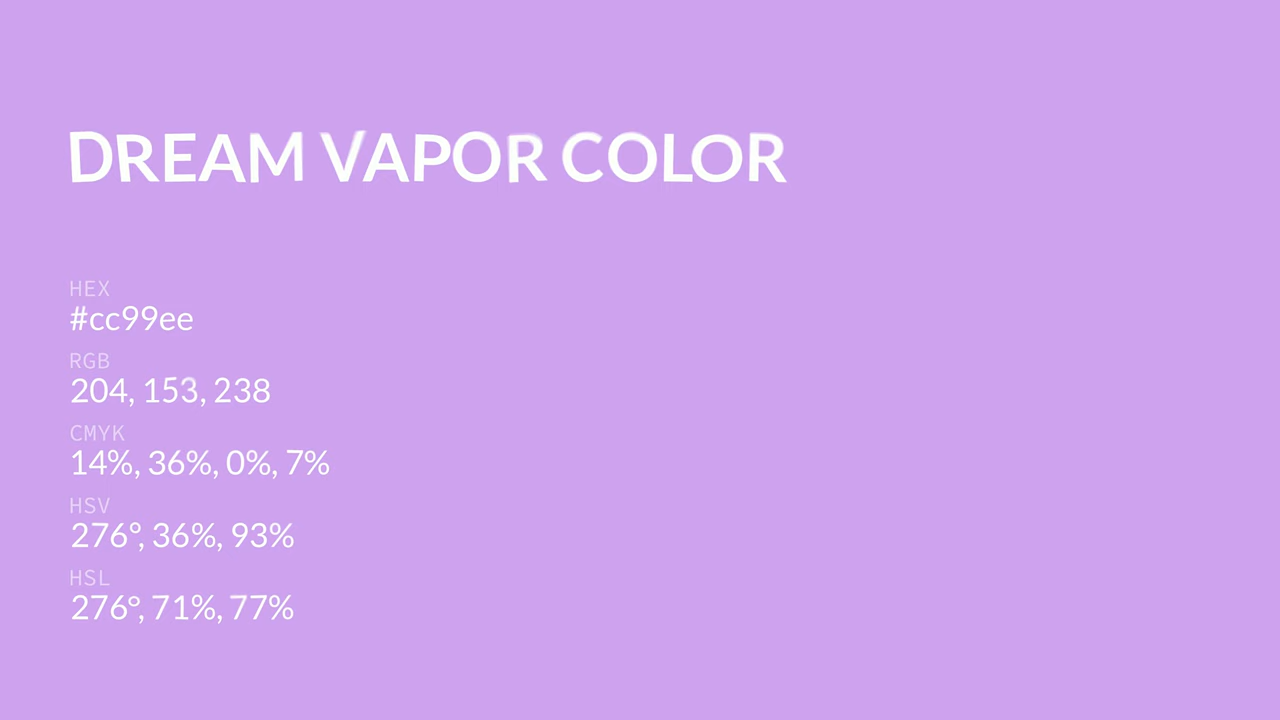 DREAM VAPOR COLOR
HEX
#cc99ee
RGB
204, 153, 238
CMYK
14%, 36%, 0%, 7%
HSV
276°, 36%, 93%
HSL
276°, 71%, 77%